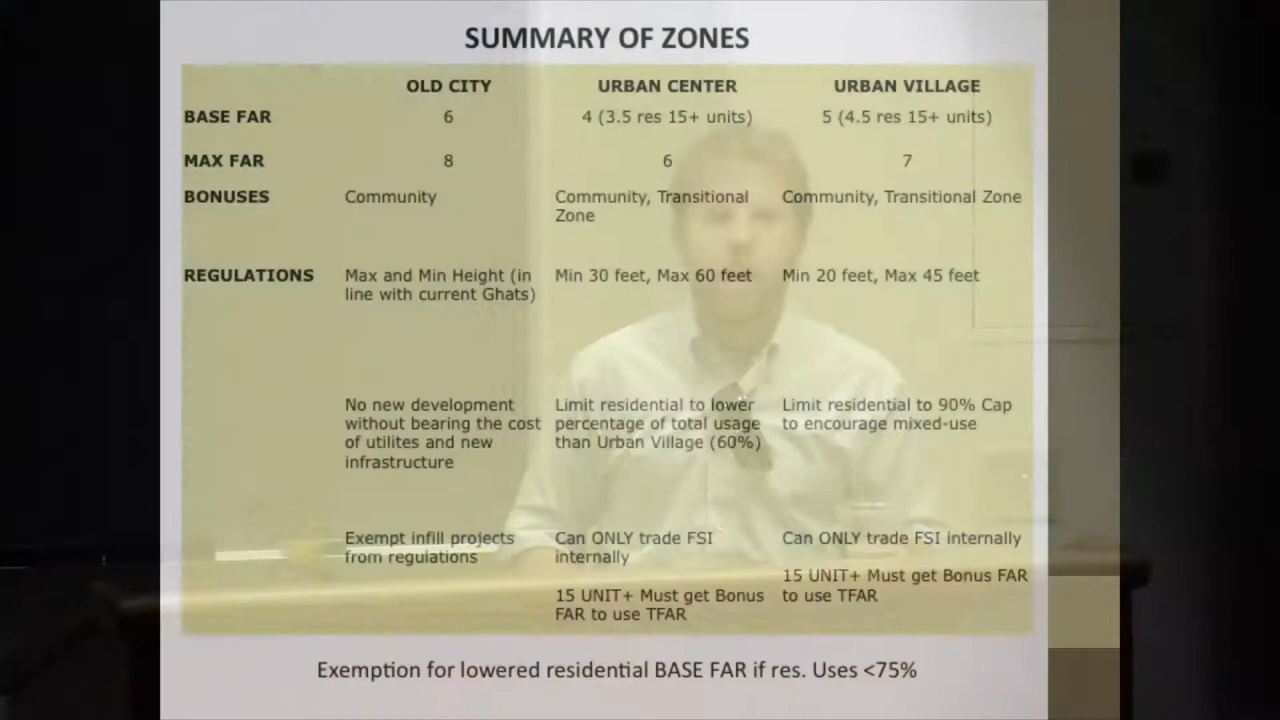 SUMMARY OF ZONES
OLD CITY URBAN CENTER URBAN VILLAGE
BASE FAR 6 4 (3.5 res 15+ units) 5 (4.5 res 15+ units)
MAX FAR 8 6 7
BONUSES Community Community, Transitional Zone Community, Transitional Zone
REGULATIONS Max and Min Height (in line with current Ghats) Min 30 feet, Max 60 feet Min 20 feet, Max 45 feet
No new development without bearing the cost of utilites and new infrastructure
Limit residential to lower percentage of total usage than Urban Village (60%)
Limit residential to 90% Cap to encourage mixed-use
Exempt infill projects from regulations
Can ONLY trade FSI internally
15 UNIT+ Must get Bonus FAR to use TFAR
Can ONLY trade FSI internally
15 UNIT+ Must get Bonus FAR to use TFAR
Exemption for lowered residential BASE FAR if res. Uses <75%